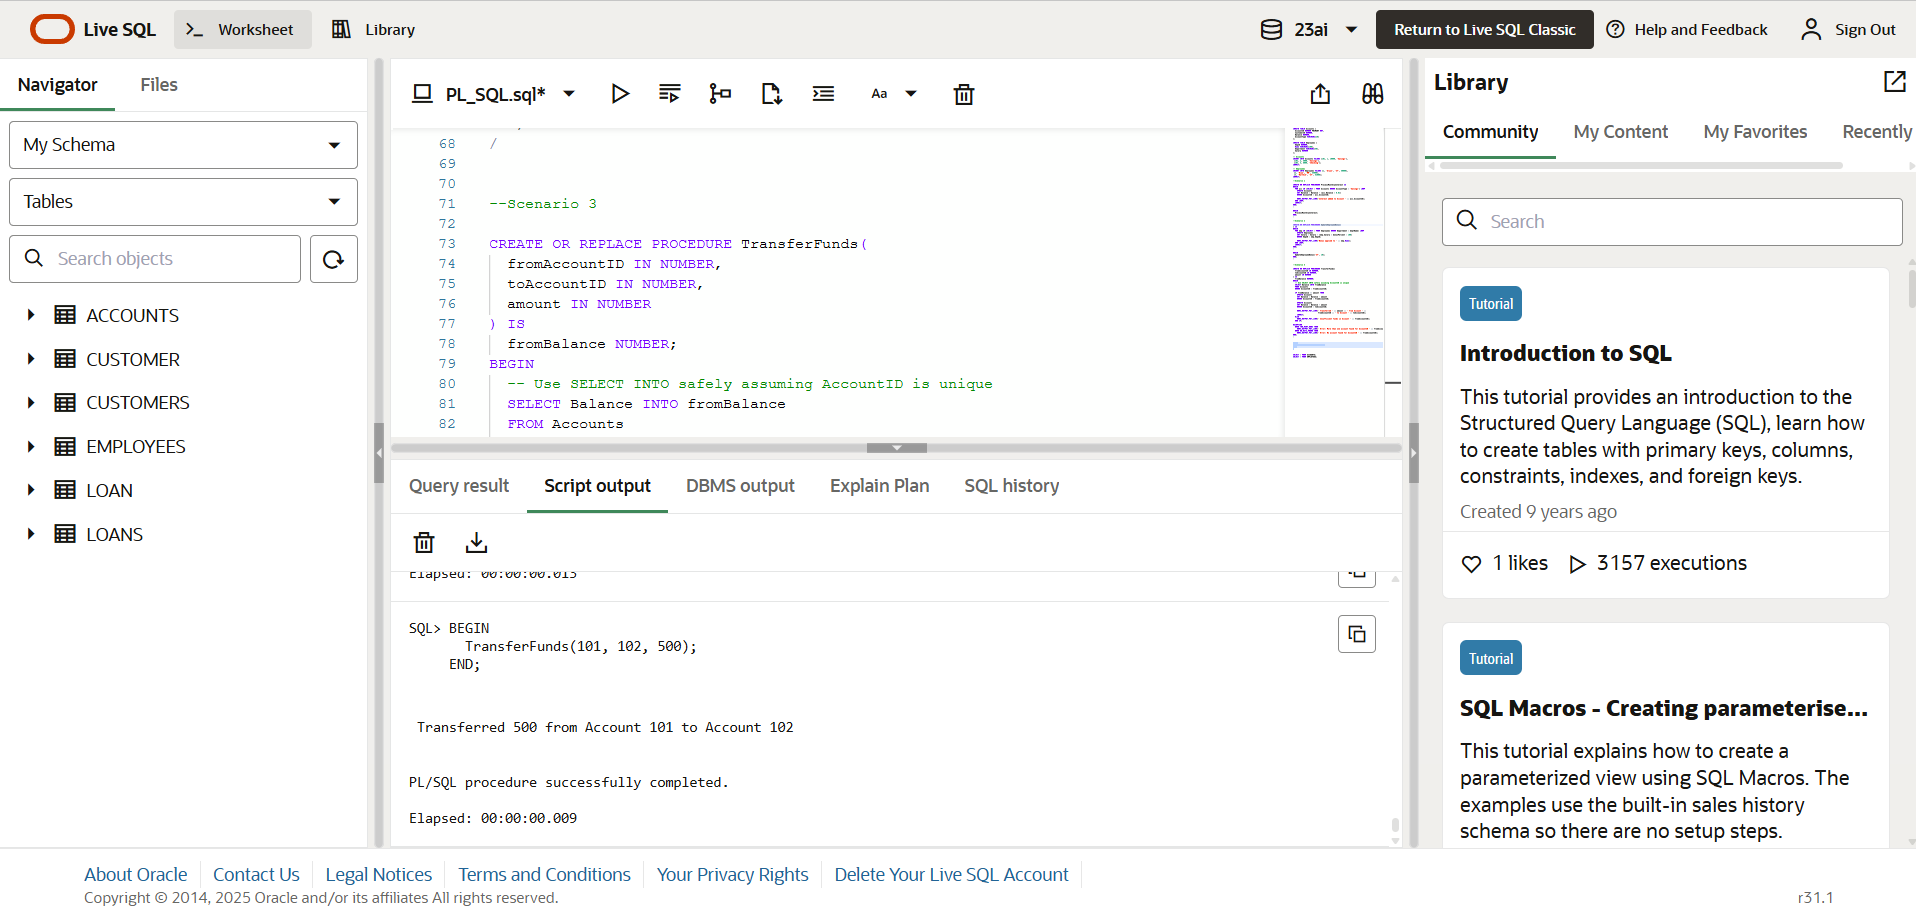 Live SQL
Worksheet
Library
23ai
Return to Live SQL Classic
Help and Feedback
Sign Out
Navigator
Files
My Schema
Tables
Search objects
ACCOUNTS
CUSTOMER
CUSTOMERS
EMPLOYEES
LOAN
LOANS
PL_SQL.sql*
Aa
68 /
69
70
71 --Scenario 3
72
73 CREATE OR REPLACE PROCEDURE TransferFunds(
74 fromAccountID IN NUMBER,
75 toAccountID IN NUMBER,
76 amount IN NUMBER
77 ) IS
78 fromBalance NUMBER;
79 BEGIN
80 -- Use SELECT INTO safely assuming AccountID is unique
81 SELECT Balance INTO fromBalance
82 FROM Accounts
Query result
Script output
DBMS output
Explain Plan
SQL history
Elapsed: 00:00:00.013
SQL> BEGIN
TransferFunds(101, 102, 500);
END;
Transferred 500 from Account 101 to Account 102
PL/SQL procedure successfully completed.
Elapsed: 00:00:00.009
Library
Community
My Content
My Favorites
Recently
Search
Tutorial
Introduction to SQL
This tutorial provides an introduction to the
Structured Query Language (SQL), learn how
to create tables with primary keys, columns,
constraints, indexes, and foreign keys.
Created 9 years ago
1 likes
3157 executions
Tutorial
SQL Macros - Creating parameterise...
This tutorial explains how to create a
parameterized view using SQL Macros. The
examples use the built-in sales history
schema so there are no setup steps.
About Oracle
Contact Us
Legal Notices
Terms and Conditions
Your Privacy Rights
Delete Your Live SQL Account
Copyright © 2014, 2025 Oracle and/or its affiliates All rights reserved.
r31.1